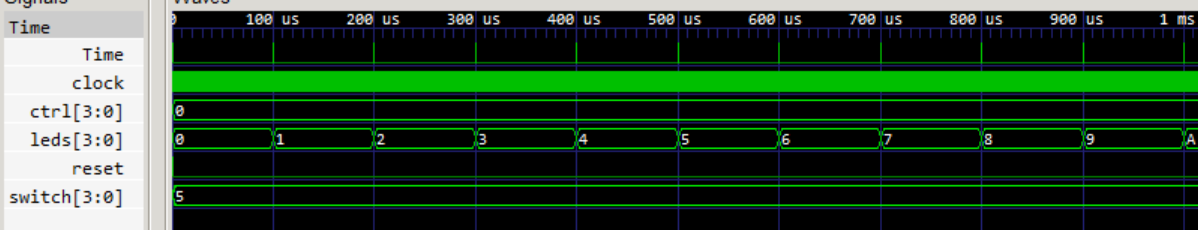 Signals
Waves
Time
0 100 us 200 us 300 us 400 us 500 us 600 us 700 us 800 us 900 us 1 ms
Time
clock
ctrl[3:0] 0
leds[3:0] 0 1 2 3 4 5 6 7 8 9 A
reset
switch[3:0] 5